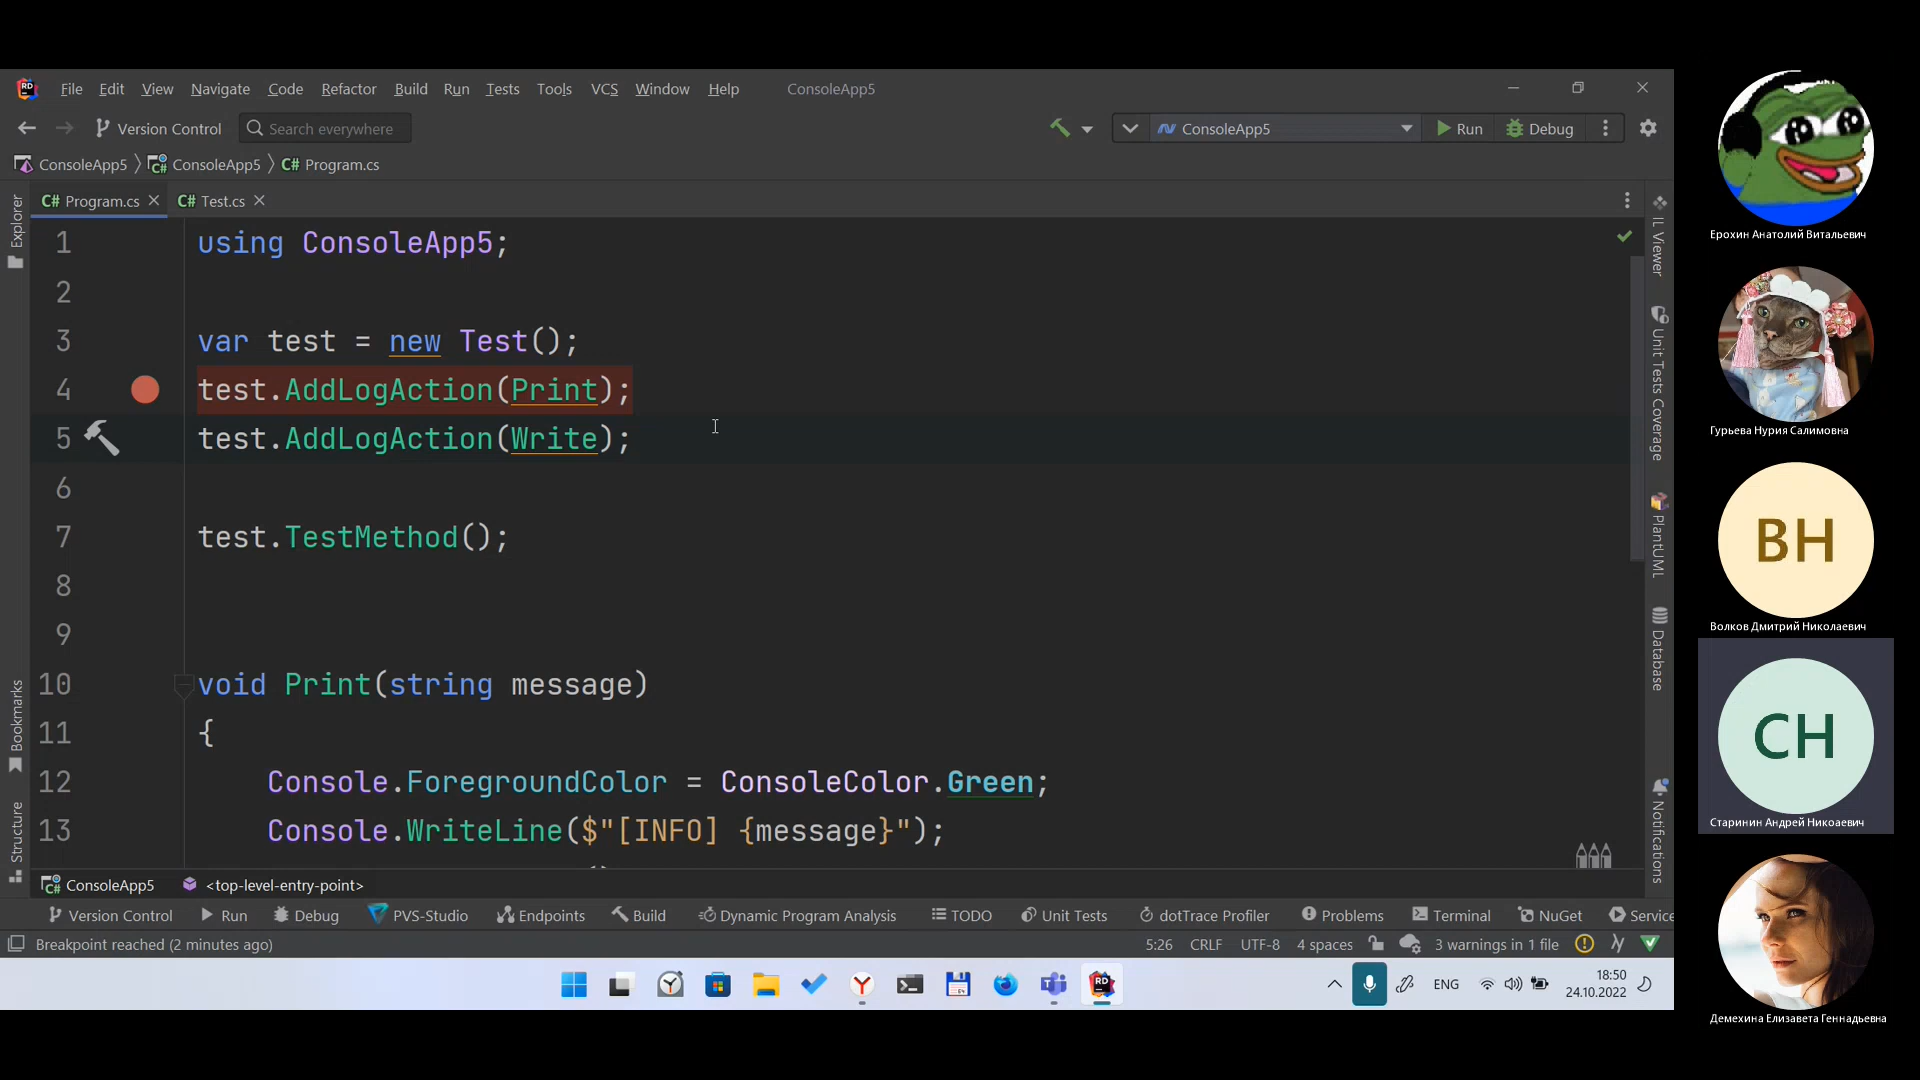 File Edit View Navigate Code Refactor Build Run Tests Tools VCS Window Help ConsoleApp5
Version Control Search everywhere ConsoleApp5 Run Debug
ConsoleApp5 ConsoleApp5 C# Program.cs
C# Program.cs C# Test.cs
1 using ConsoleApp5;
2
3 var test = new Test();
4 test.AddLogAction(Print);
5 test.AddLogAction(Write);
6
7 test.TestMethod();
8
9
10 void Print(string message)
11 {
12 Console.ForegroundColor = ConsoleColor.Green;
13 Console.WriteLine($"[INFO] {message}");
Explorer
Bookmarks
Structure
IL Viewer
Unit Tests Coverage
PlantUML
Database
Notifications
ConsoleApp5 <top-level-entry-point>
Version Control Run Debug PVS-Studio Endpoints Build Dynamic Program Analysis TODO Unit Tests dotTrace Profiler Problems Terminal NuGet Service
Breakpoint reached (2 minutes ago) 5:26 CRLF UTF-8 4 spaces 3 warnings in 1 file
ENG 18:50
24.10.2022
Ерохин Анатолий Витальевич
Гурьева Нурия Салимовна
ВН
Волков Дмитрий Николаевич
СН
Старинин Андрей Никоаевич
Демехина Елизавета Геннадьевна